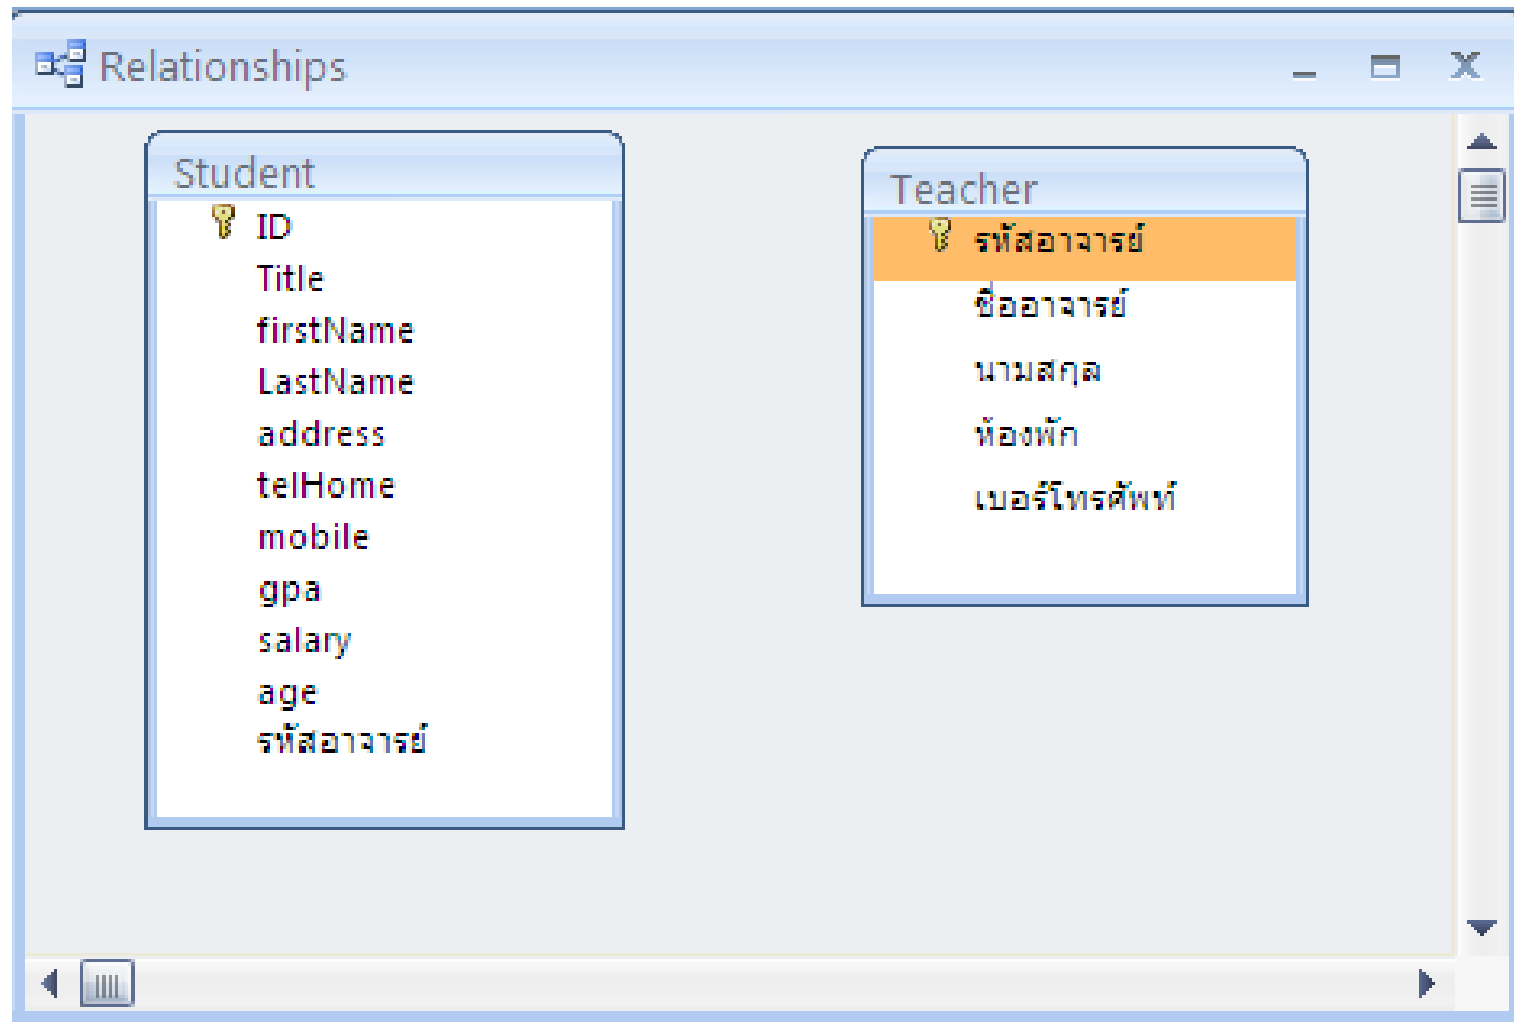 Relationships
Student
ID
Title
firstName
LastName
address
telHome
mobile
gpa
salary
age
รหัสอาจารย์
Teacher
รหัสอาจารย์
ชื่ออาจารย์
นามสกุล
ห้องพัก
เบอร์โทรศัพท์